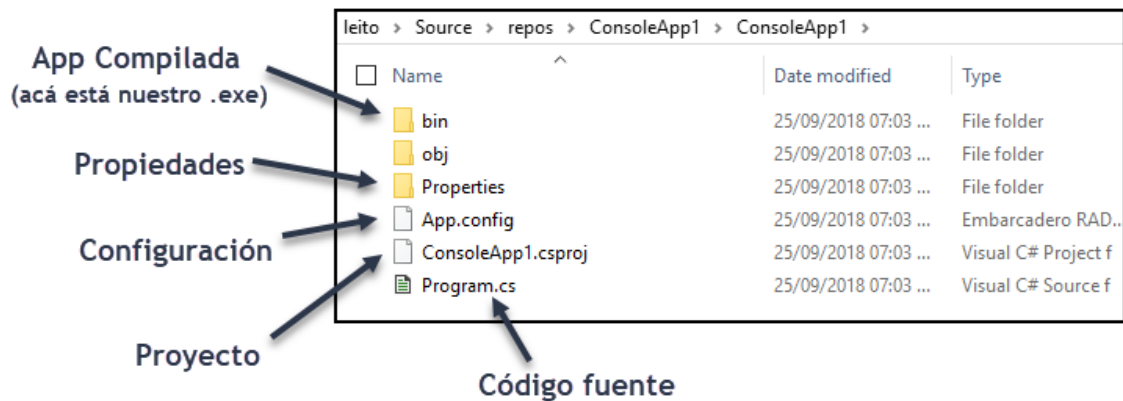 leito > Source > repos > ConsoleApp1 > ConsoleApp1 >
Name Date modified Type
bin 25/09/2018 07:03 ... File folder
obj 25/09/2018 07:03 ... File folder
Properties 25/09/2018 07:03 ... File folder
App.config 25/09/2018 07:03 ... Embarcadero RAD...
ConsoleApp1.csproj 25/09/2018 07:03 ... Visual C# Project f
Program.cs 25/09/2018 07:03 ... Visual C# Source f
App Compilada
(acá está nuestro .exe)
Propiedades
Configuración
Proyecto
Código fuente